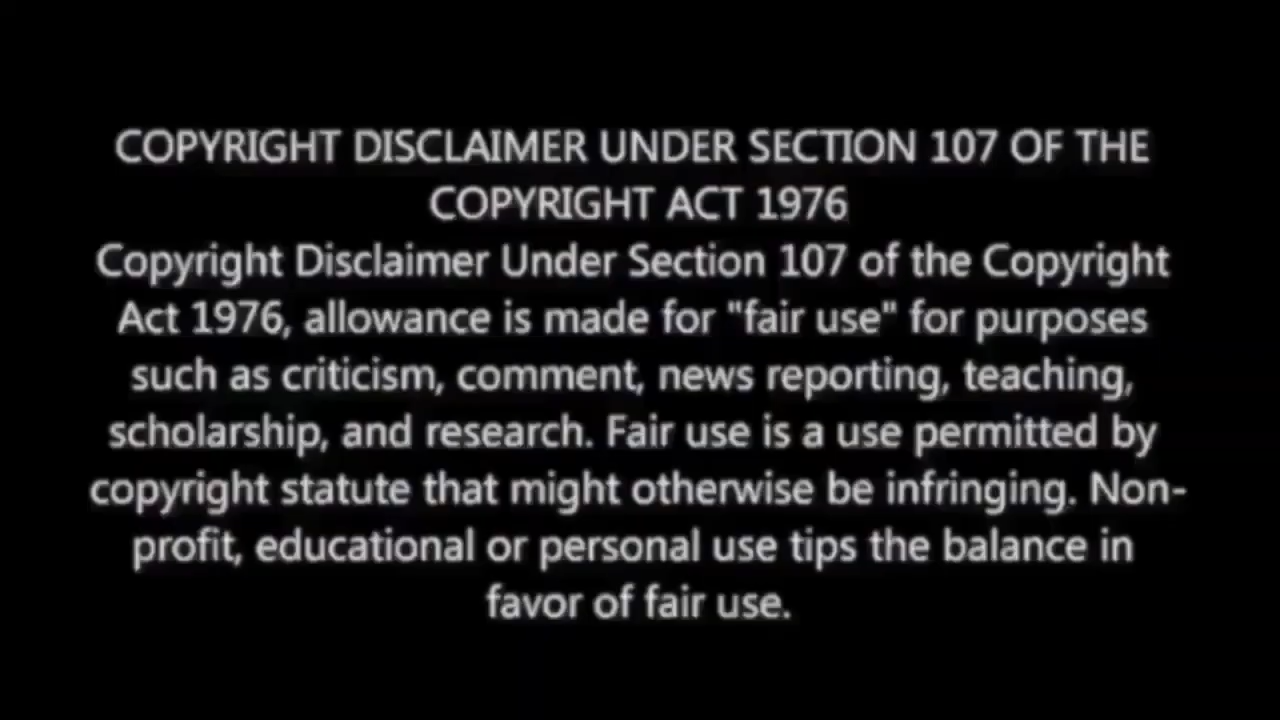 COPYRIGHT DISCLAIMER UNDER SECTION 107 OF THE
COPYRIGHT ACT 1976
Copyright Disclaimer Under Section 107 of the Copyright
Act 1976, allowance is made for "fair use" for purposes
such as criticism, comment, news reporting, teaching,
scholarship, and research. Fair use is a use permitted by
copyright statute that might otherwise be infringing. Non-
profit, educational or personal use tips the balance in
favor of fair use.